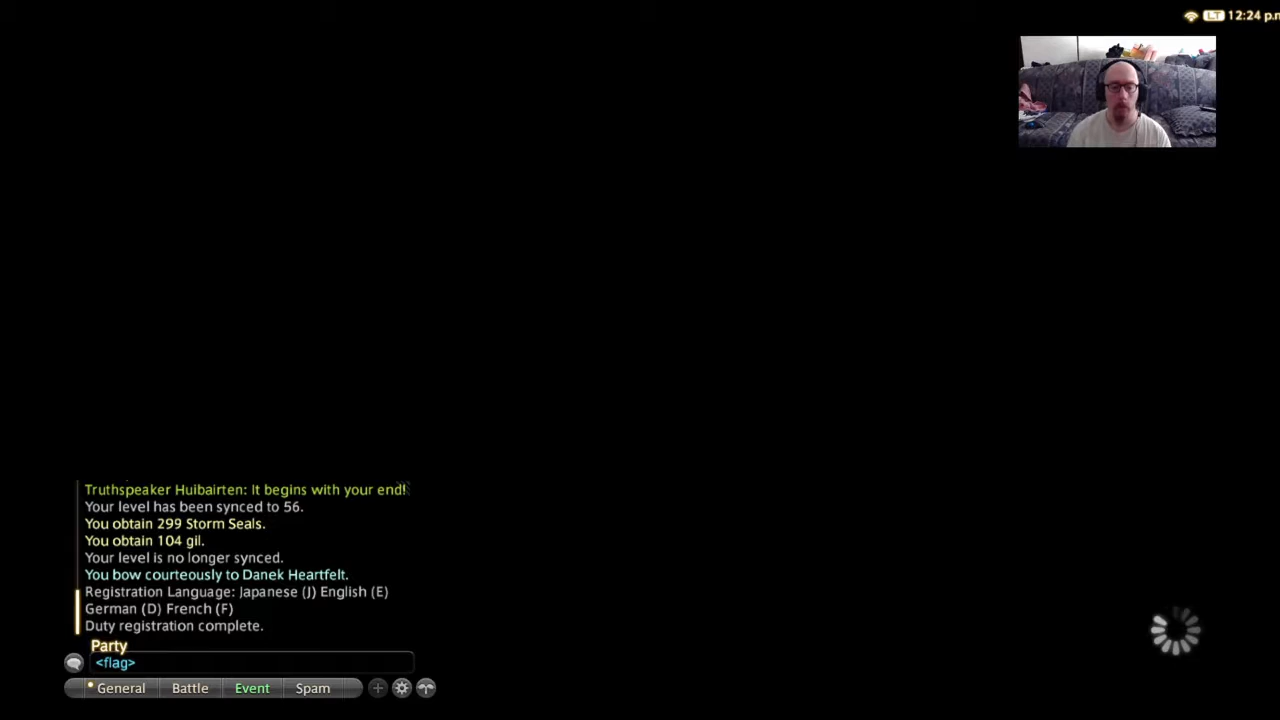 LT 12:24 p.m
Truthspeaker Huibairten: It begins with your end!
Your level has been synced to 56.
You obtain 299 Storm Seals.
You obtain 104 gil.
Your level is no longer synced.
You bow courteously to Danek Heartfelt.
Registration Language: Japanese (J) English (E)
German (D) French (F)
Duty registration complete.
Party
<flag>
General Battle Event Spam